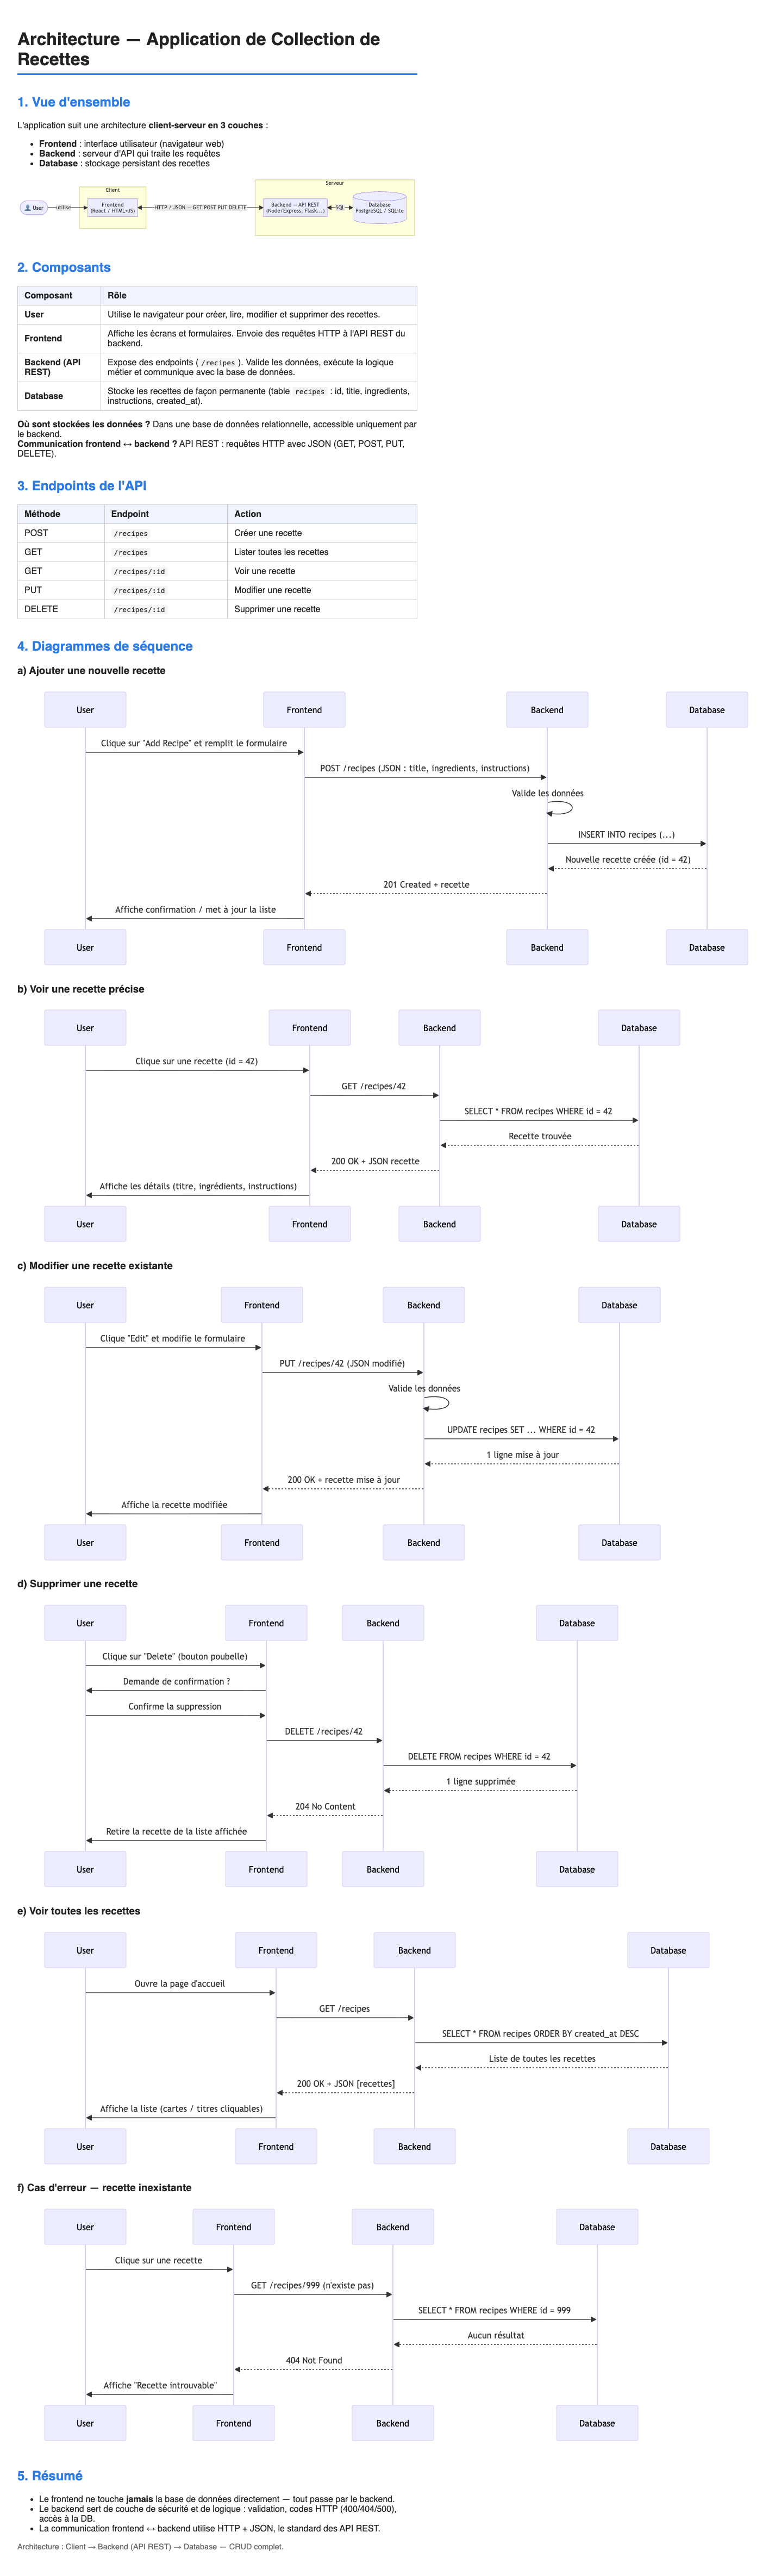 Architecture — Application de Collection de
Recettes
1. Vue d'ensemble
L'application suit une architecture client-serveur en 3 couches :
• Frontend : interface utilisateur (navigateur web)
• Backend : serveur d'API qui traite les requêtes
• Database : stockage persistant des recettes
Client
Serveur
👤 User
utilise
Frontend
(React / HTML+JS)
HTTP / JSON — GET POST PUT DELETE
Backend — API REST
(Node/Express, Flask...)
SQL
Database
PostgreSQL / SQLite
2. Composants
Composant Rôle
User Utilise le navigateur pour créer, lire, modifier et supprimer des recettes.
Frontend Affiche les écrans et formulaires. Envoie des requêtes HTTP à l'API REST du
backend.
Backend (API
REST) Expose des endpoints ( /recipes ). Valide les données, exécute la logique
métier et communique avec la base de données.
Database Stocke les recettes de façon permanente (table recipes : id, title, ingredients,
instructions, created_at).
Où sont stockées les données ? Dans une base de données relationnelle, accessible uniquement par
le backend.
Communication frontend ↔ backend ? API REST : requêtes HTTP avec JSON (GET, POST, PUT,
DELETE).
3. Endpoints de l'API
Méthode Endpoint Action
POST /recipes Créer une recette
GET /recipes Lister toutes les recettes
GET /recipes/:id Voir une recette
PUT /recipes/:id Modifier une recette
DELETE /recipes/:id Supprimer une recette
4. Diagrammes de séquence
a) Ajouter une nouvelle recette
User Frontend Backend Database
Clique sur "Add Recipe" et remplit le formulaire
POST /recipes (JSON : title, ingredients, instructions)
Valide les données
INSERT INTO recipes (...)
Nouvelle recette créée (id = 42)
201 Created + recette
Affiche confirmation / met à jour la liste
User Frontend Backend Database
b) Voir une recette précise
User Frontend Backend Database
Clique sur une recette (id = 42)
GET /recipes/42
SELECT * FROM recipes WHERE id = 42
Recette trouvée
200 OK + JSON recette
Affiche les détails (titre, ingrédients, instructions)
User Frontend Backend Database
c) Modifier une recette existante
User Frontend Backend Database
Clique "Edit" et modifie le formulaire
PUT /recipes/42 (JSON modifié)
Valide les données
UPDATE recipes SET ... WHERE id = 42
1 ligne mise à jour
200 OK + recette mise à jour
Affiche la recette modifiée
User Frontend Backend Database
d) Supprimer une recette
User Frontend Backend Database
Clique sur "Delete" (bouton poubelle)
Demande de confirmation ?
Confirme la suppression
DELETE /recipes/42
DELETE FROM recipes WHERE id = 42
1 ligne supprimée
204 No Content
Retire la recette de la liste affichée
User Frontend Backend Database
e) Voir toutes les recettes
User Frontend Backend Database
Ouvre la page d'accueil
GET /recipes
SELECT * FROM recipes ORDER BY created_at DESC
Liste de toutes les recettes
200 OK + JSON [recettes]
Affiche la liste (cartes / titres cliquables)
User Frontend Backend Database
f) Cas d'erreur — recette inexistante
User Frontend Backend Database
Clique sur une recette
GET /recipes/999 (n'existe pas)
SELECT * FROM recipes WHERE id = 999
Aucun résultat
404 Not Found
Affiche "Recette introuvable"
User Frontend Backend Database
5. Résumé
• Le frontend ne touche jamais la base de données directement — tout passe par le backend.
• Le backend sert de couche de sécurité et de logique : validation, codes HTTP (400/404/500),
accès à la DB.
• La communication frontend ↔ backend utilise HTTP + JSON, le standard des API REST.
Architecture : Client → Backend (API REST) → Database — CRUD complet.